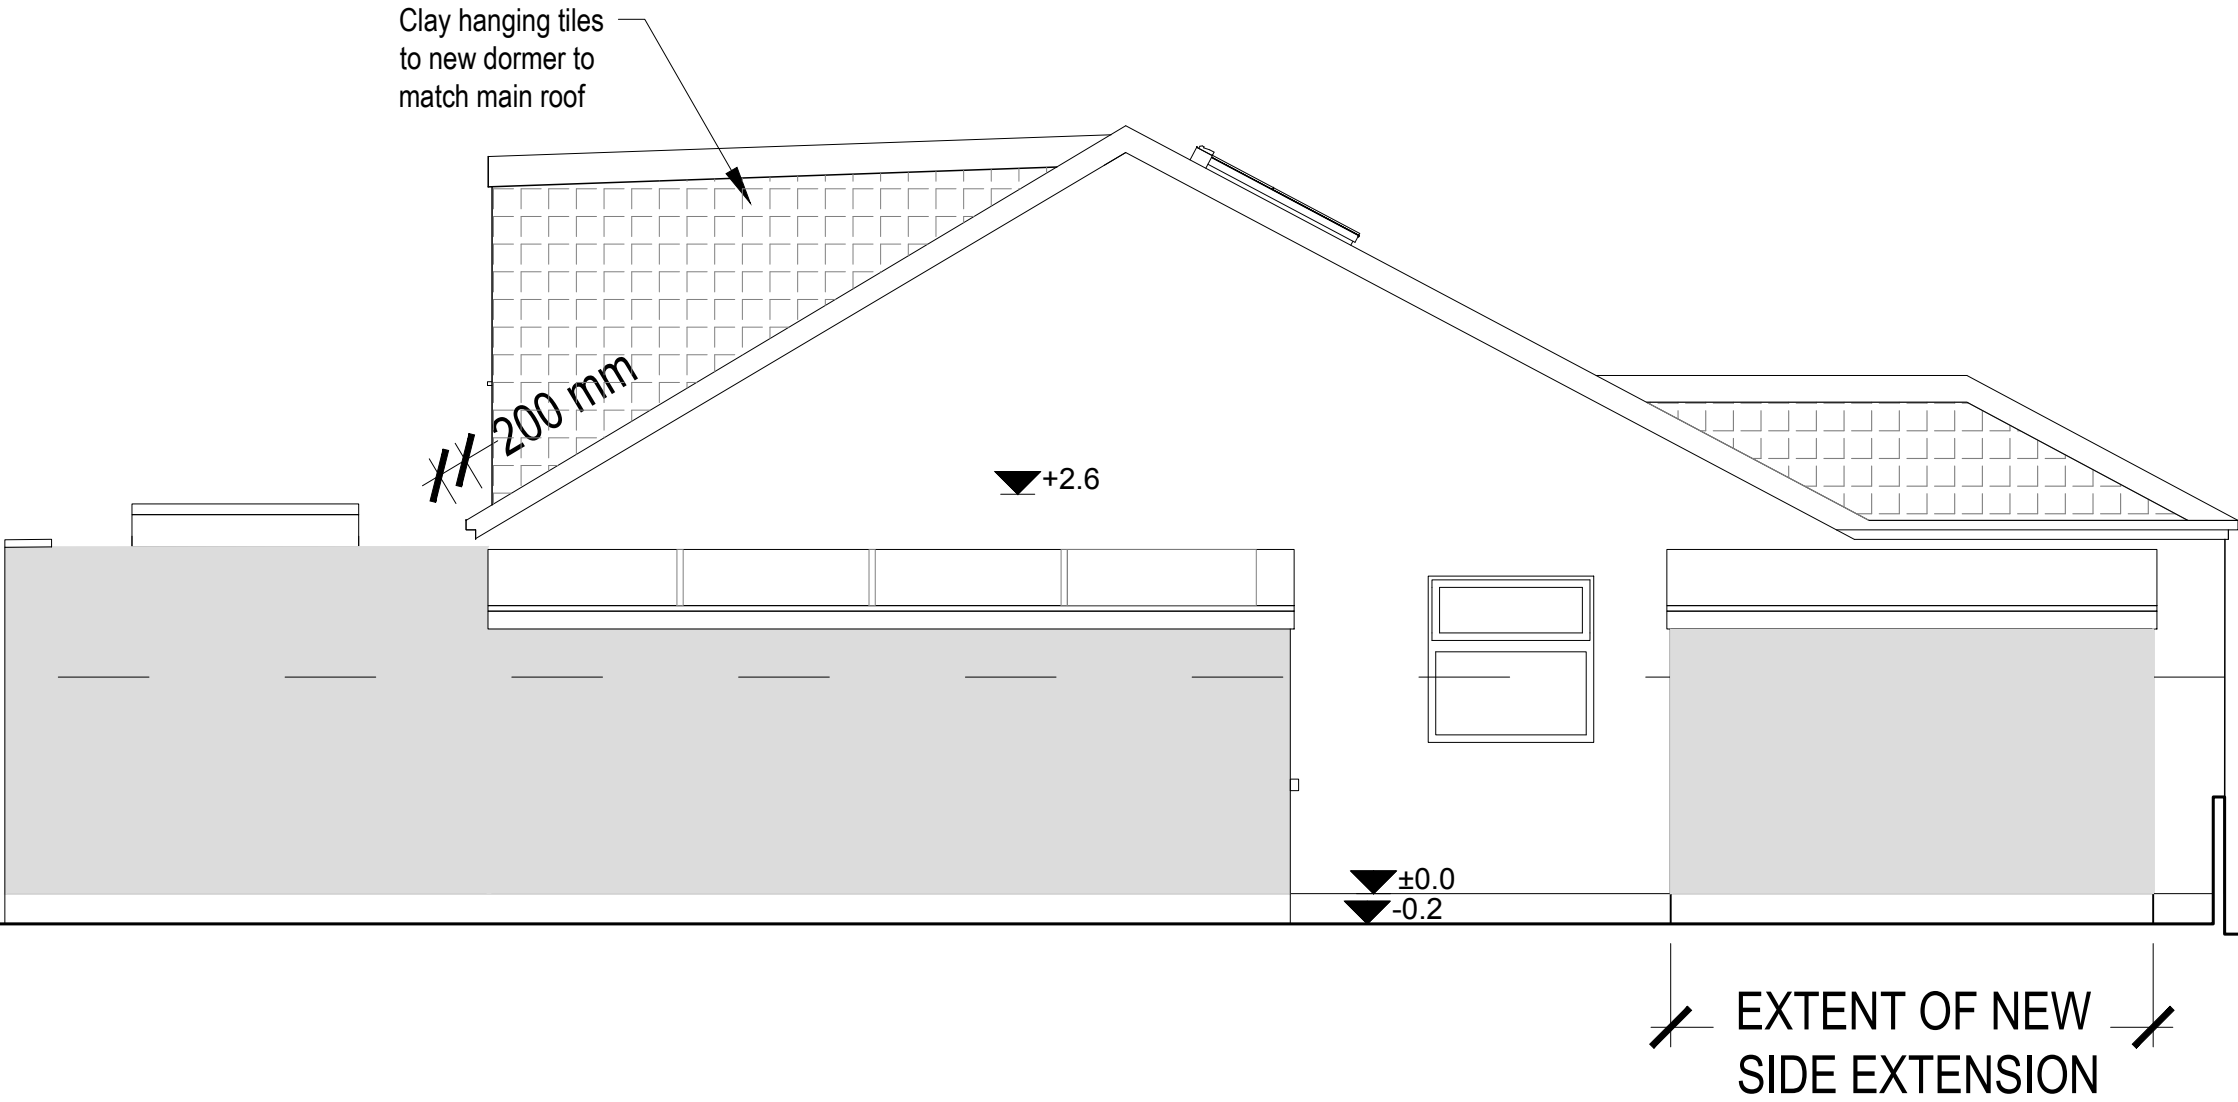 Clay hanging tiles
to new dormer to
match main roof
200 mm
+2.6
±0.0
-0.2
EXTENT OF NEW
SIDE EXTENSION